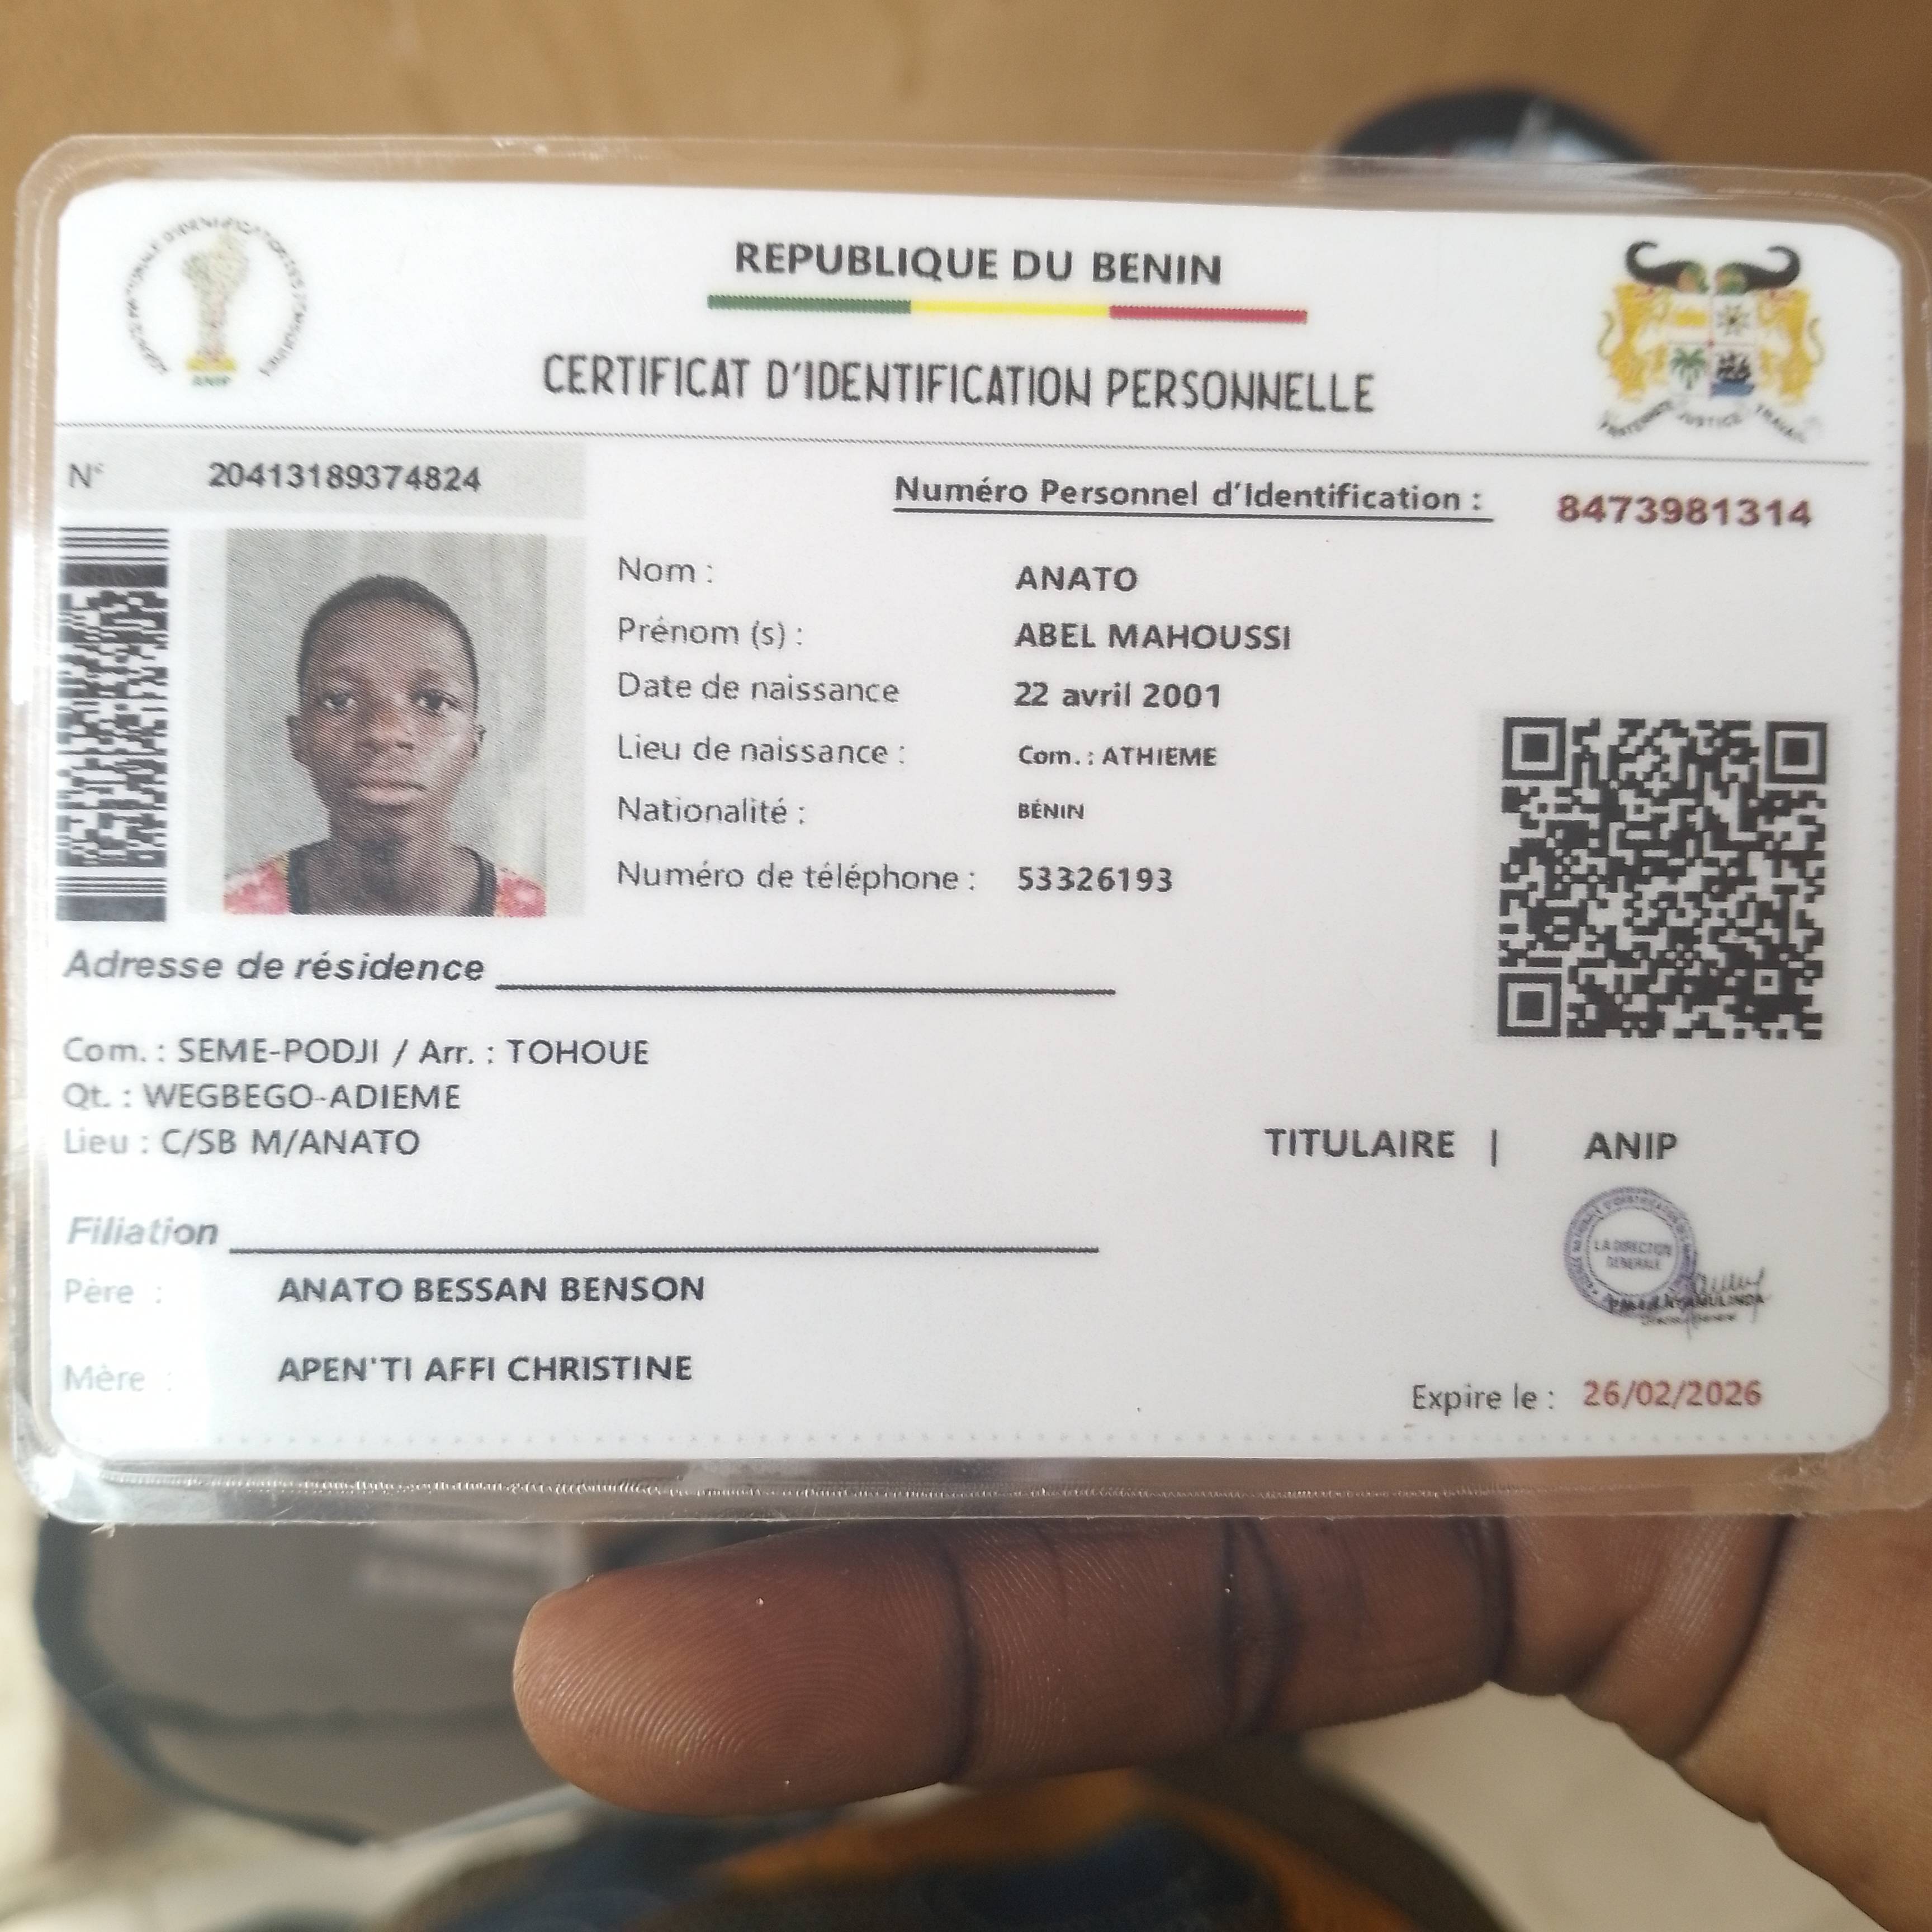 REPUBLIQUE DU BENIN
CERTIFICAT D'IDENTIFICATION PERSONNELLE
ANIP
FRATERNITE JUSTICE TRAVAIL
N° 20413189374824
Numéro Personnel d'Identification : 8473981314
Nom : ANATO
Prénom (s) : ABEL MAHOUSSI
Date de naissance 22 avril 2001
Lieu de naissance : Com. : ATHIEME
Nationalité : BÉNIN
Numéro de téléphone : 53326193
Adresse de résidence
Com. : SEME-PODJI / Arr. : TOHOUE
Qt. : WEGBEGO-ADIEME
Lieu : C/SB M/ANATO
TITULAIRE | ANIP
LA DIRECTION
GENERALE
Filiation
Père : ANATO BESSAN BENSON
Mère : APEN'TI AFFI CHRISTINE
Expire le : 26/02/2026